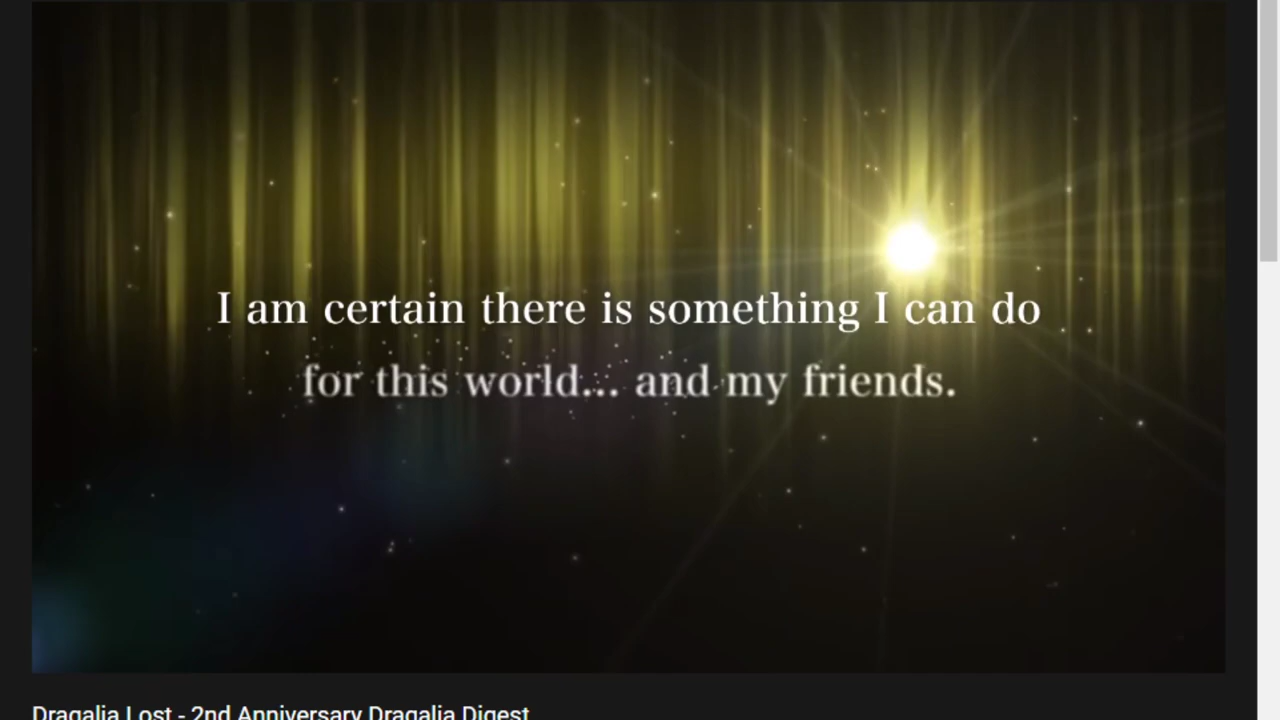 I am certain there is something I can do
for this world... and my friends.
Dragalia Lost - 2nd Anniversary Dragalia Digest